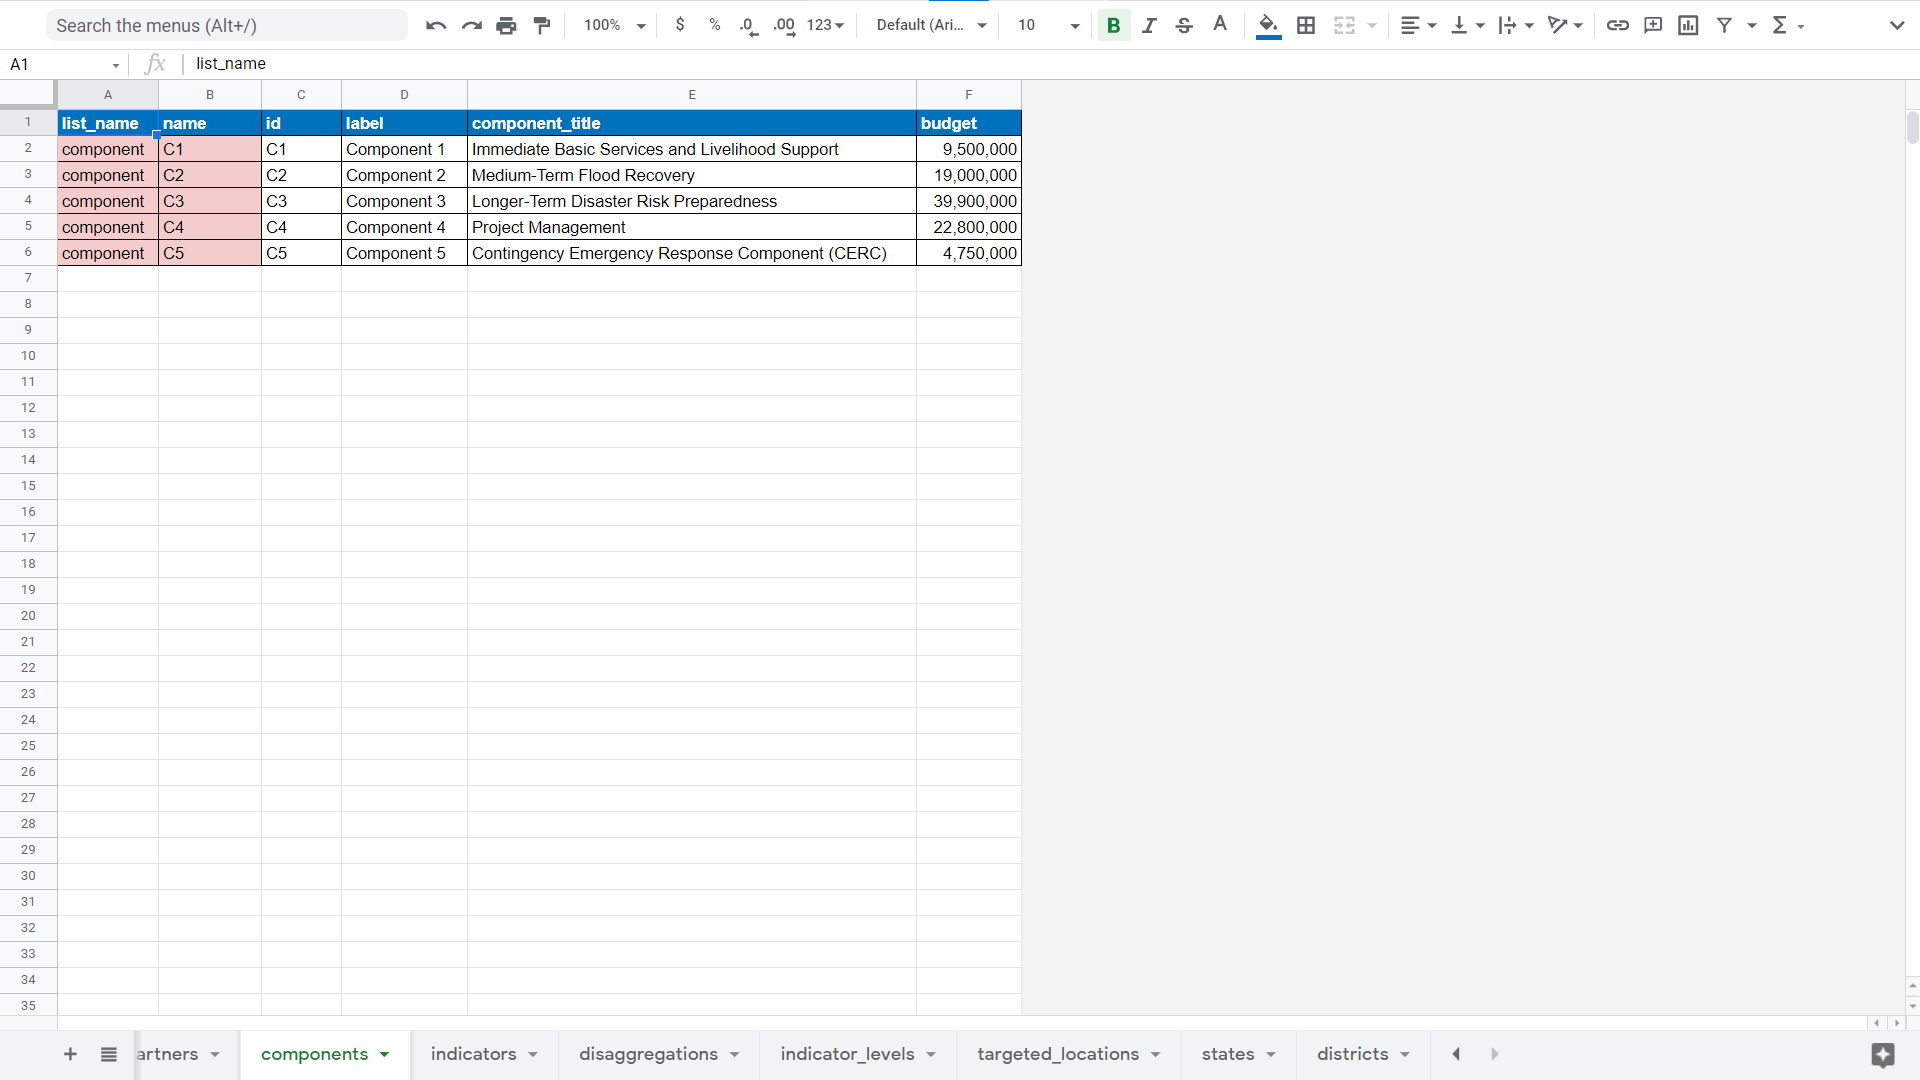 Search the menus (Alt+/) 100% $ % .0 .00 123 Default (Ari... 10 B I S A Σ
A1 fx list_name
A B C D E F
1 list_name name id label component_title budget
2 component C1 C1 Component 1 Immediate Basic Services and Livelihood Support 9,500,000
3 component C2 C2 Component 2 Medium-Term Flood Recovery 19,000,000
4 component C3 C3 Component 3 Longer-Term Disaster Risk Preparedness 39,900,000
5 component C4 C4 Component 4 Project Management 22,800,000
6 component C5 C5 Component 5 Contingency Emergency Response Component (CERC) 4,750,000
7
8
9
10
11
12
13
14
15
16
17
18
19
20
21
22
23
24
25
26
27
28
29
30
31
32
33
34
35
artners components indicators disaggregations indicator_levels targeted_locations states districts